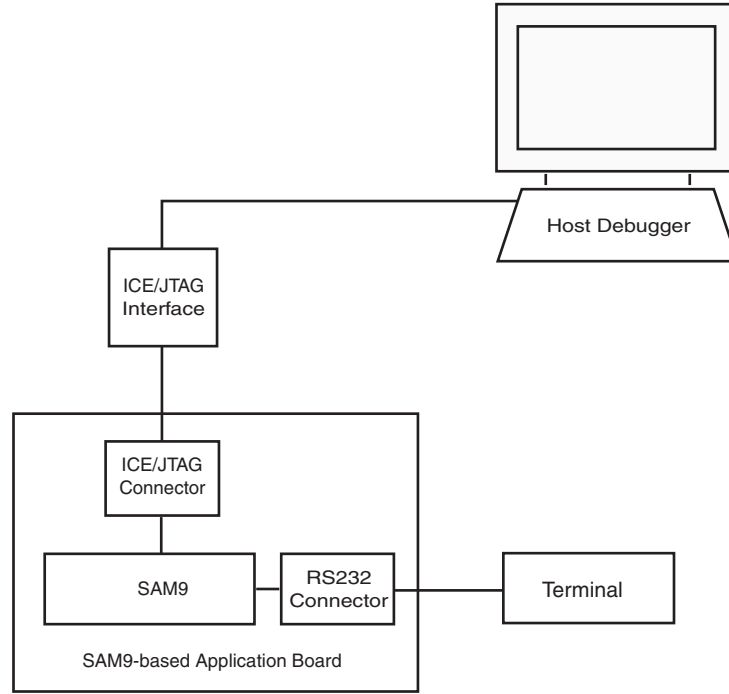 Host Debugger
ICE/JTAG
Interface
ICE/JTAG
Connector
SAM9
RS232
Connector
Terminal
SAM9-based Application Board